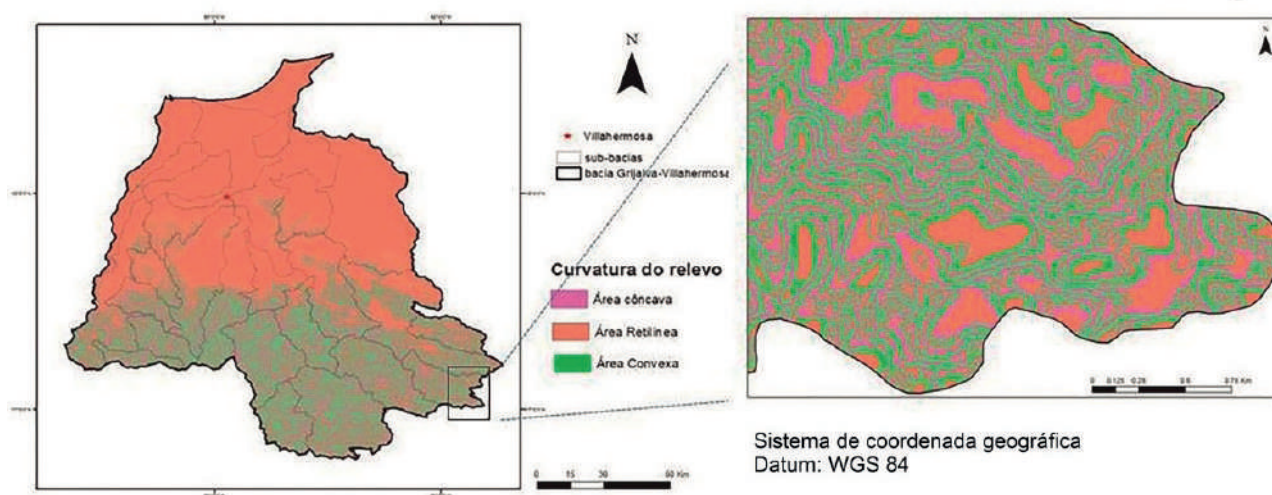 N
Villahermosa
sub-bacias
bacia Grijalva-Villahermosa
Curvatura do relevo
Área côncava
Área Retilínea
Área Convexa
0 15 30 60 Km
N
Sistema de coordenada geográfica
Datum: WGS 84